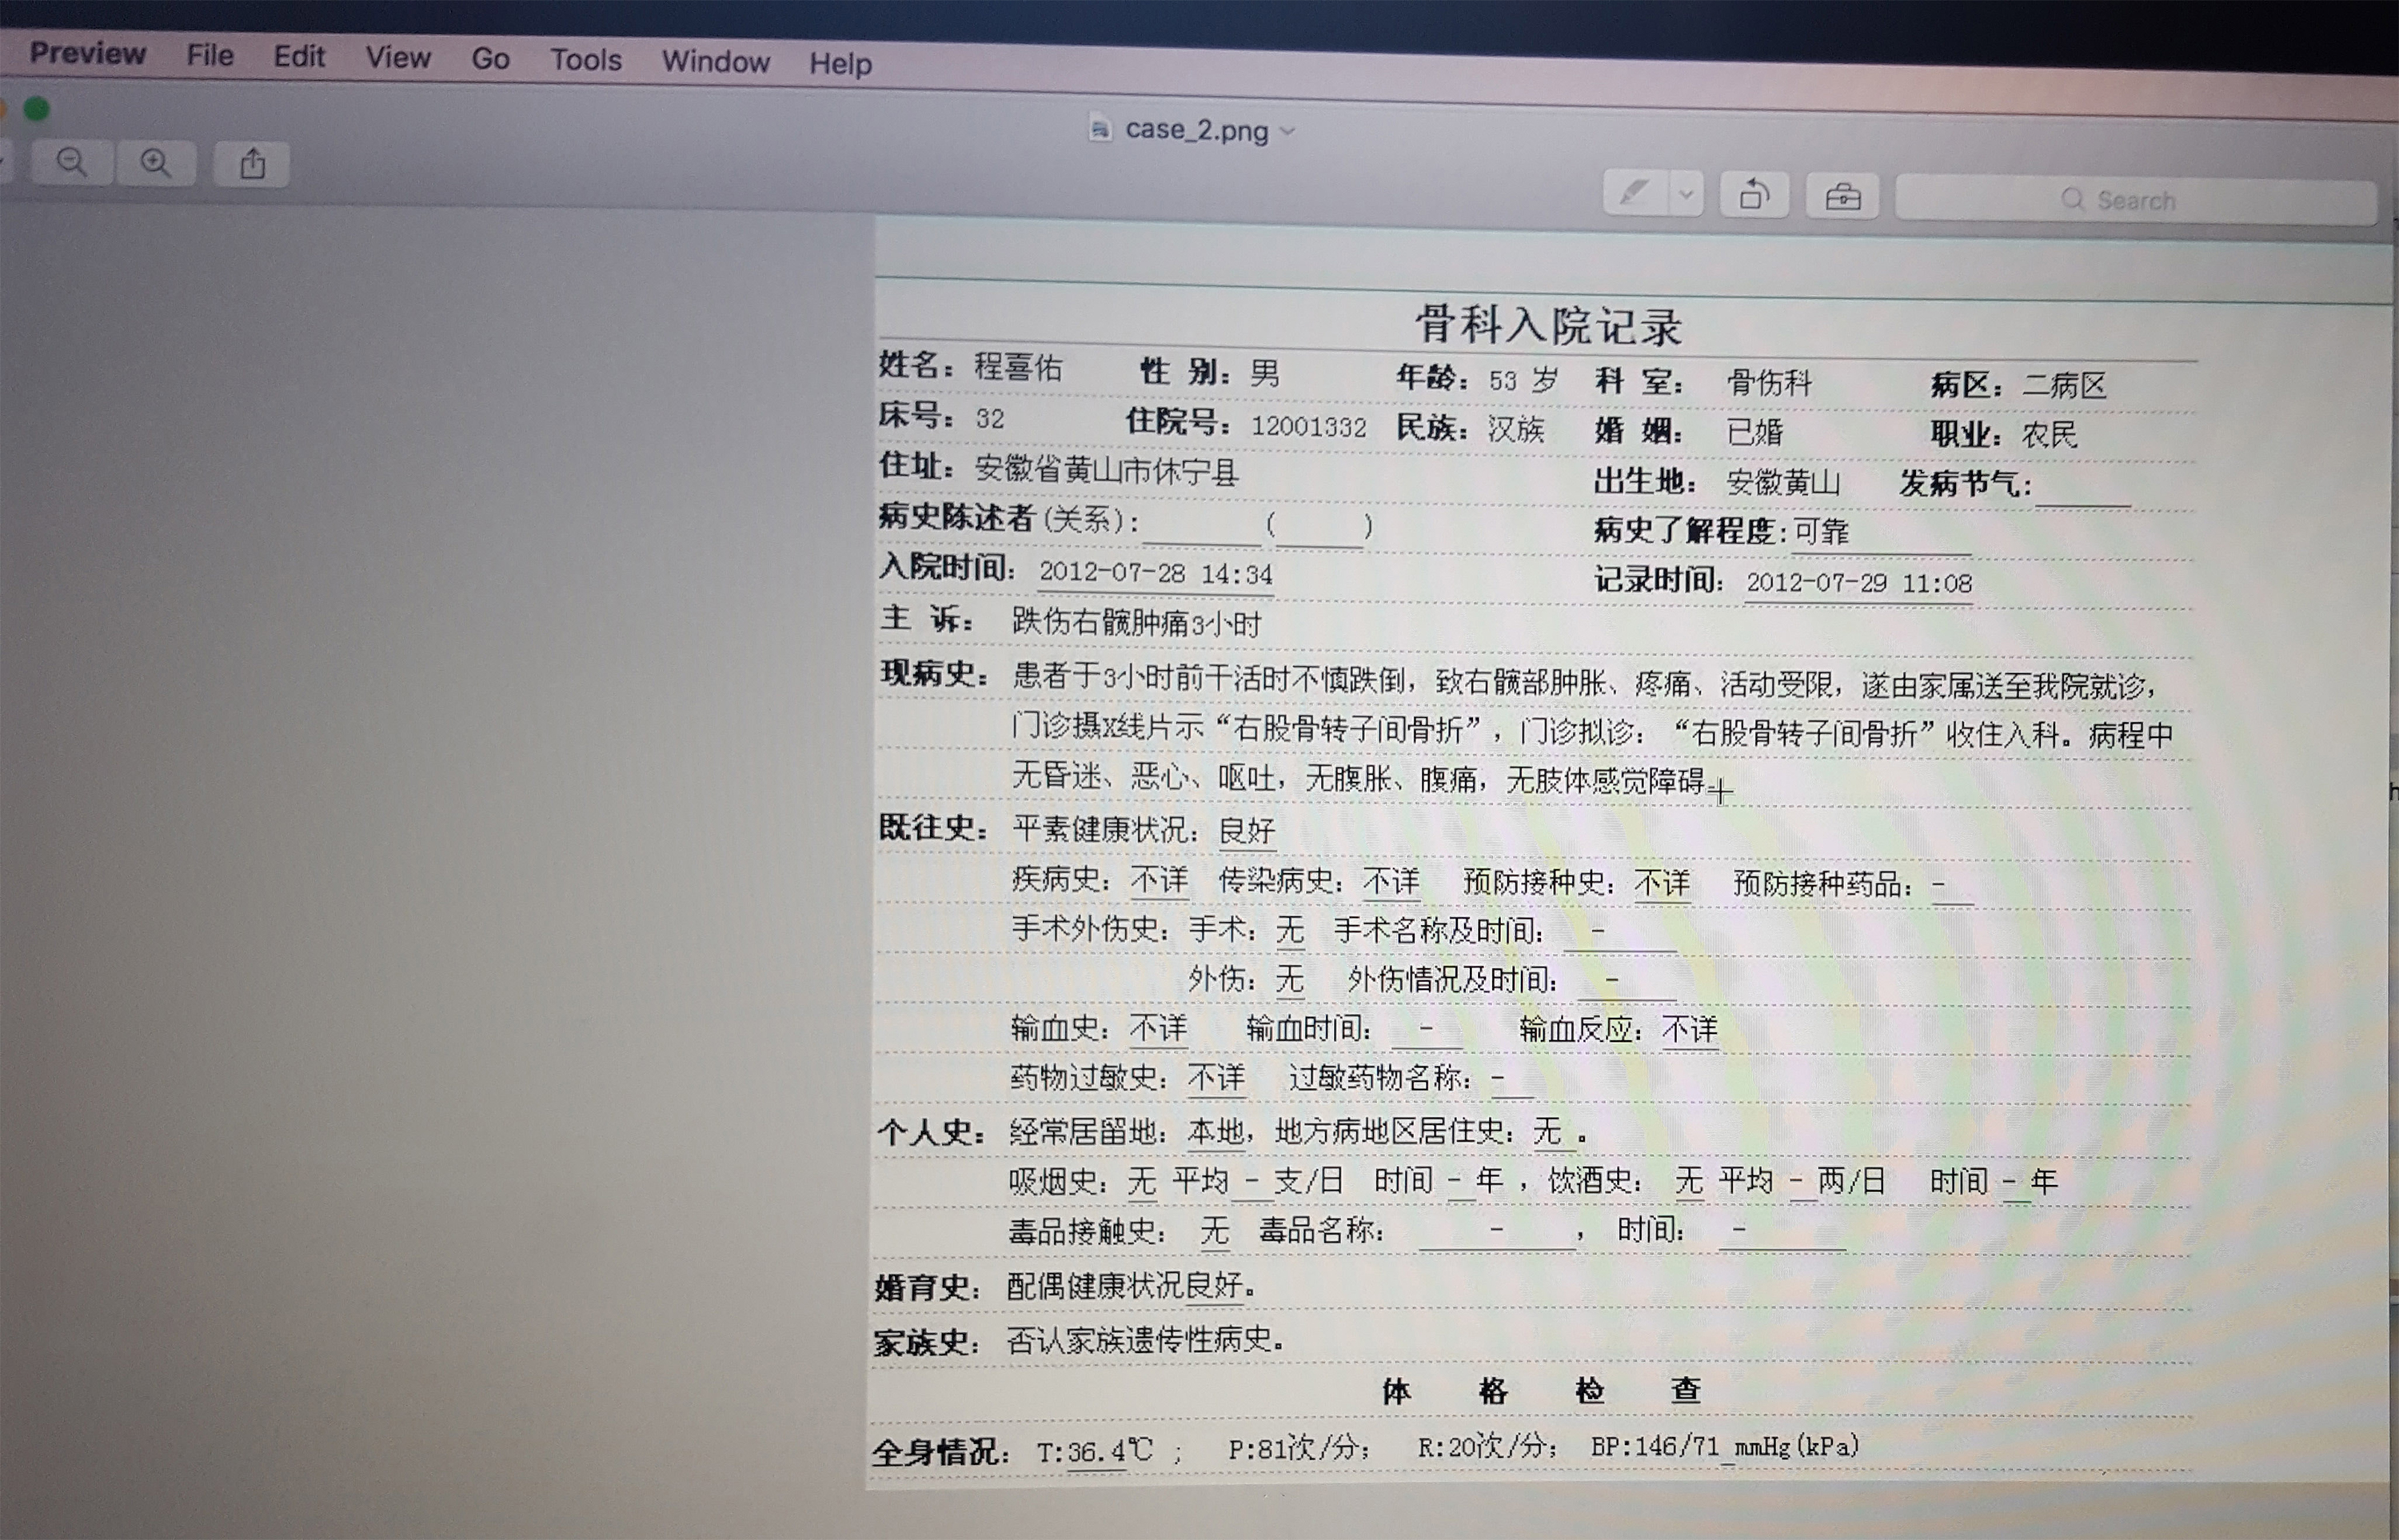 Preview File Edit View Go Tools Window Help
case_2.png
Search
骨科入院记录
姓名：程喜佑 性 别：男 年龄：53 岁 科 室： 骨伤科 病区：二病区
床号：32 住院号：12001332 民族：汉族 婚 姻： 已婚 职业：农民
住址：安徽省黄山市休宁县 出生地： 安徽黄山 发病节气:______
病史陈述者(关系):______(______) 病史了解程度:可靠
入院时间：2012-07-28 14:34 记录时间：2012-07-29 11:08
主 诉： 跌伤右髋肿痛3小时
现病史：患者于3小时前干活时不慎跌倒，致右髋部肿胀、疼痛、活动受限，遂由家属送至我院就诊，
门诊摄X线片示“右股骨转子间骨折”，门诊拟诊：“右股骨转子间骨折”收住入科。病程中
无昏迷、恶心、呕吐，无腹胀、腹痛，无肢体感觉障碍
既往史：平素健康状况：良好
疾病史：不详 传染病史：不详 预防接种史：不详 预防接种药品：-
手术外伤史：手术：无 手术名称及时间： -
外伤：无 外伤情况及时间： -
输血史：不详 输血时间： - 输血反应：不详
药物过敏史：不详 过敏药物名称：-
个人史：经常居留地：本地，地方病地区居住史：无 。
吸烟史：无 平均 - 支/日 时间 - 年 ，饮酒史： 无 平均 - 两/日 时间 - 年
毒品接触史： 无 毒品名称： - ， 时间： -
婚育史：配偶健康状况良好。
家族史：否认家族遗传性病史。
体 格 检 查
全身情况： T:36.4℃ ； P:81次/分； R:20次/分； BP:146/71_mmHg(kPa)